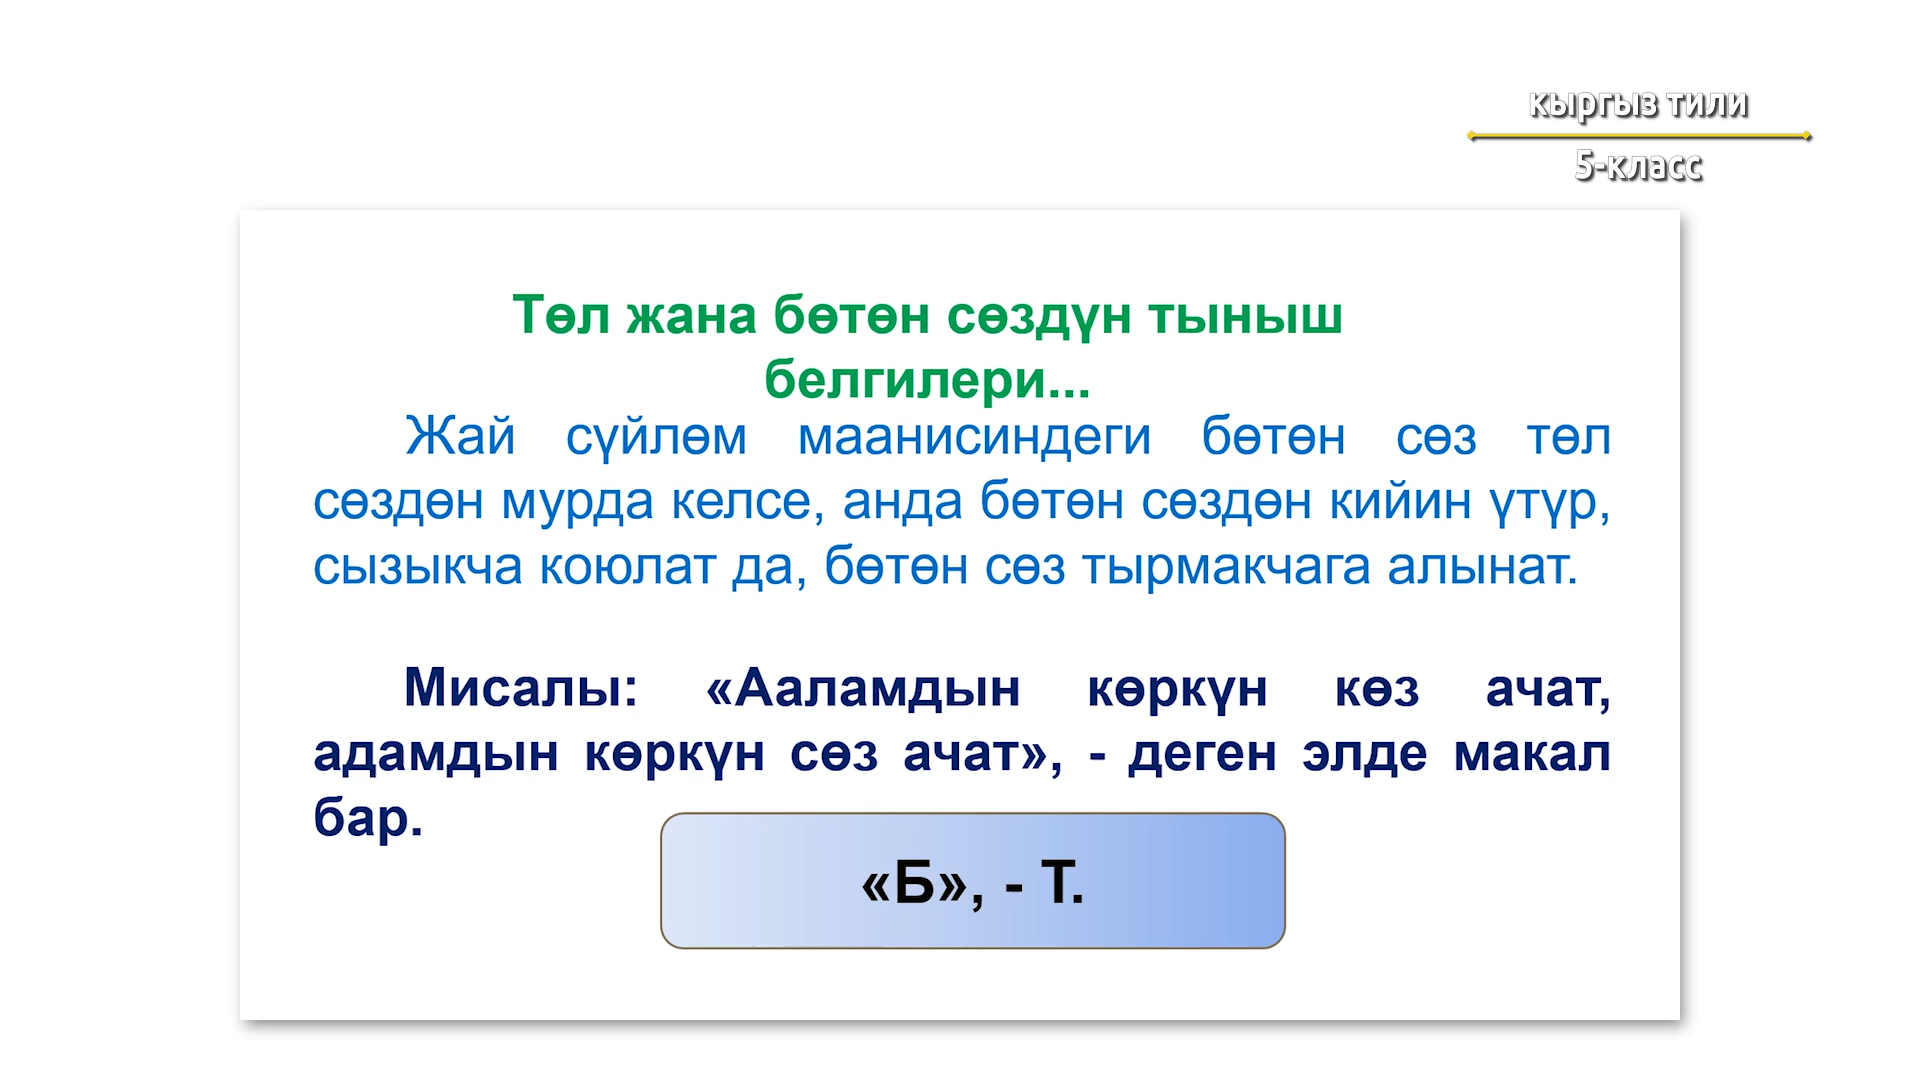 кыргыз тили
5-класс
Төл жана бөтөн сөздүн тыныш
белгилери...
Жай сүйлөм маанисиндеги бөтөн сөз төл
сөздөн мурда келсе, анда бөтөн сөздөн кийин үтүр,
сызыкча коюлат да, бөтөн сөз тырмакчага алынат.
Мисалы: «Ааламдын көркүн көз ачат,
адамдын көркүн сөз ачат», - деген элде макал
бар.
«Б», - Т.